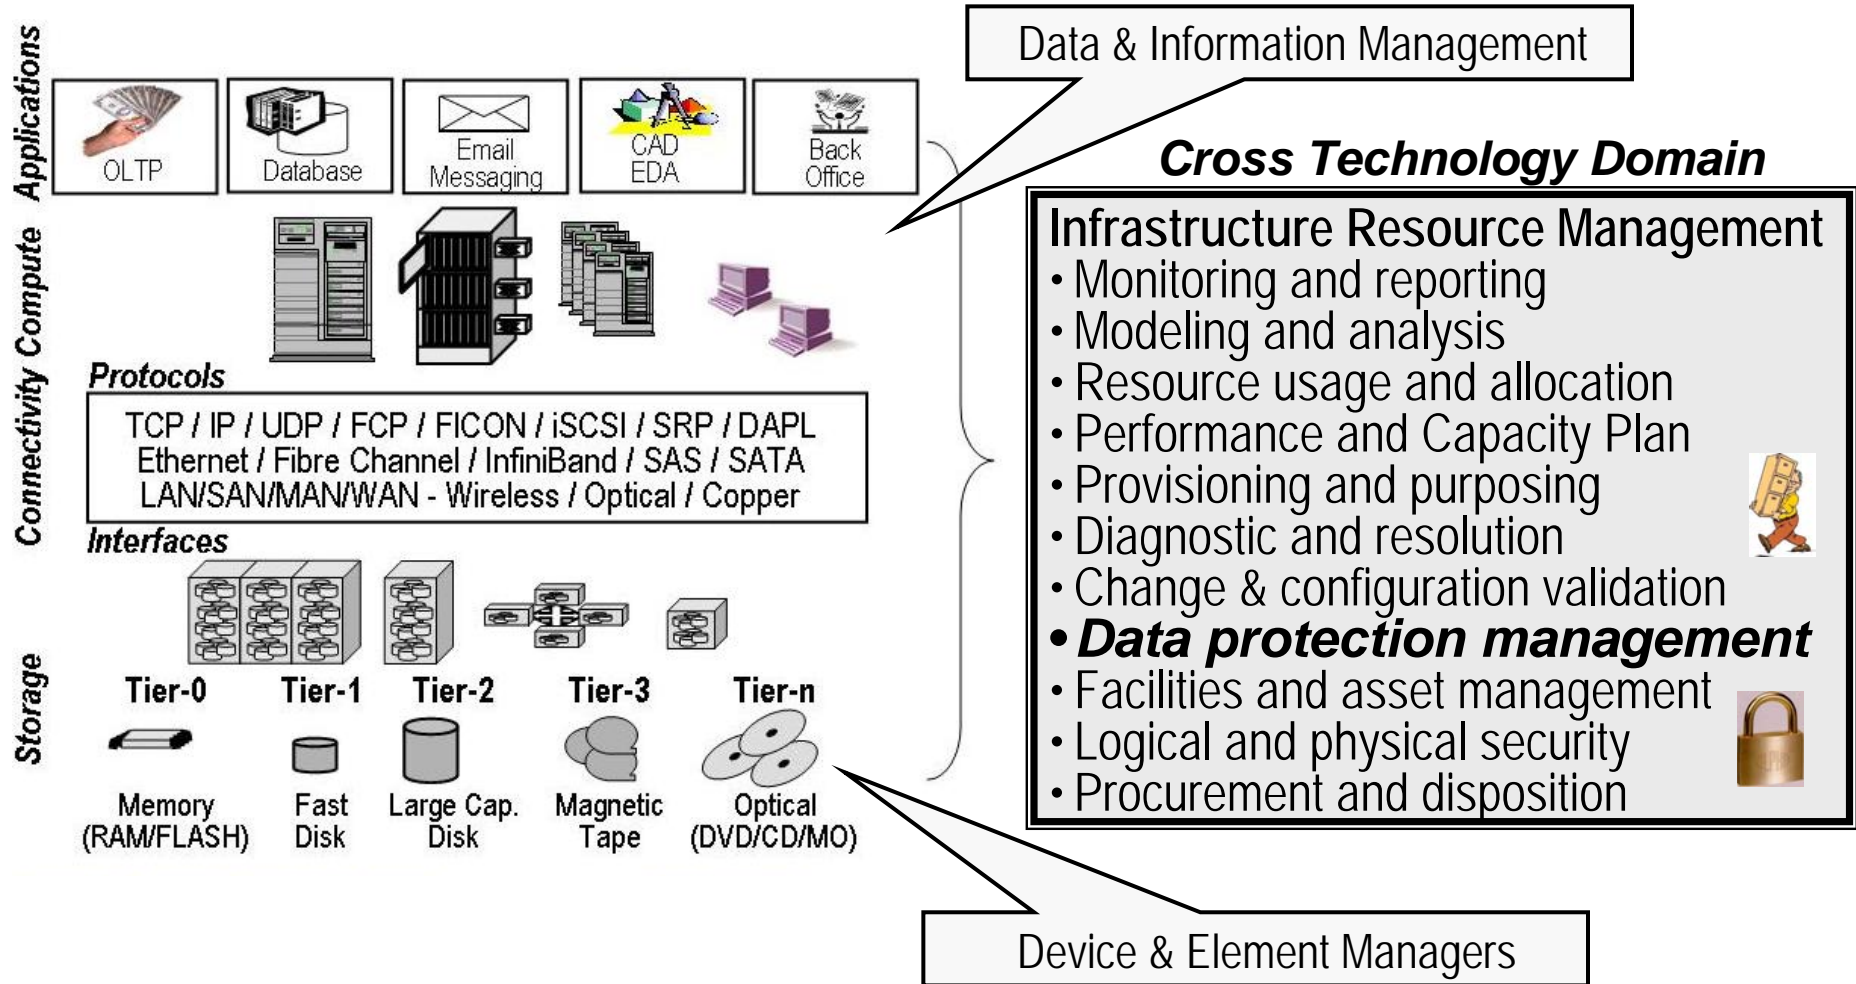 Data & Information Management
Applications
OLTP
Database
Email
Messaging
CAD
EDA
Back
Office
Compute
Connectivity
Protocols
TCP / IP / UDP / FCP / FICON / iSCSI / SRP / DAPL
Ethernet / Fibre Channel / InfiniBand / SAS / SATA
LAN/SAN/MAN/WAN - Wireless / Optical / Copper
Interfaces
Storage
Tier-0
Tier-1
Tier-2
Tier-3
Tier-n
Memory
(RAM/FLASH)
Fast
Disk
Large Cap.
Disk
Magnetic
Tape
Optical
(DVD/CD/MO)
Cross Technology Domain
Infrastructure Resource Management
• Monitoring and reporting
• Modeling and analysis
• Resource usage and allocation
• Performance and Capacity Plan
• Provisioning and purposing
• Diagnostic and resolution
• Change & configuration validation
• Data protection management
• Facilities and asset management
• Logical and physical security
• Procurement and disposition
Device & Element Managers